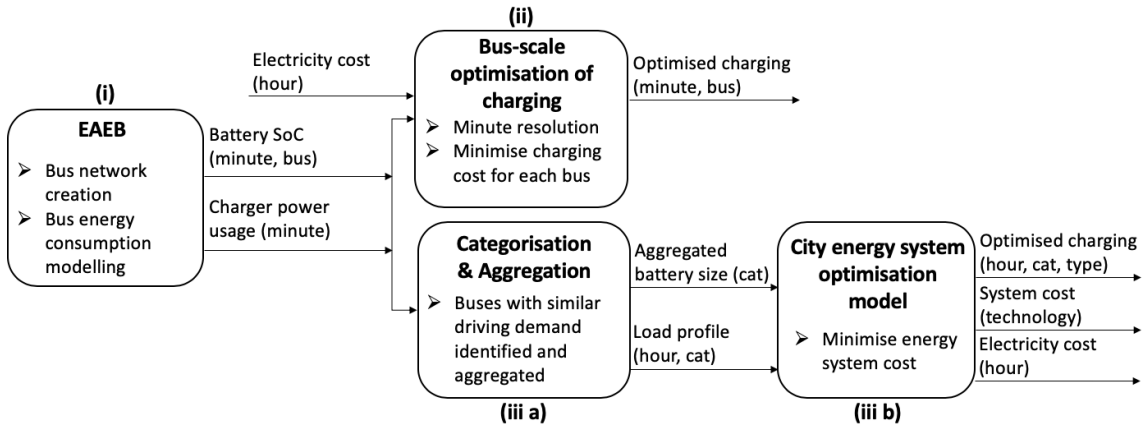 (i)
EAEB
➢ Bus network
creation
➢ Bus energy
consumption
modelling
Battery SoC
(minute, bus)
Charger power
usage (minute)
Electricity cost
(hour)
(ii)
Bus-scale
optimisation of
charging
➢ Minute resolution
➢ Minimise charging
cost for each bus
Optimised charging
(minute, bus)
Categorisation
& Aggregation
➢ Buses with similar
driving demand
identified and
aggregated
(iii a)
Aggregated
battery size (cat)
Load profile
(hour, cat)
City energy system
optimisation
model
➢ Minimise energy
system cost
(iii b)
Optimised charging
(hour, cat, type)
System cost
(technology)
Electricity cost
(hour)